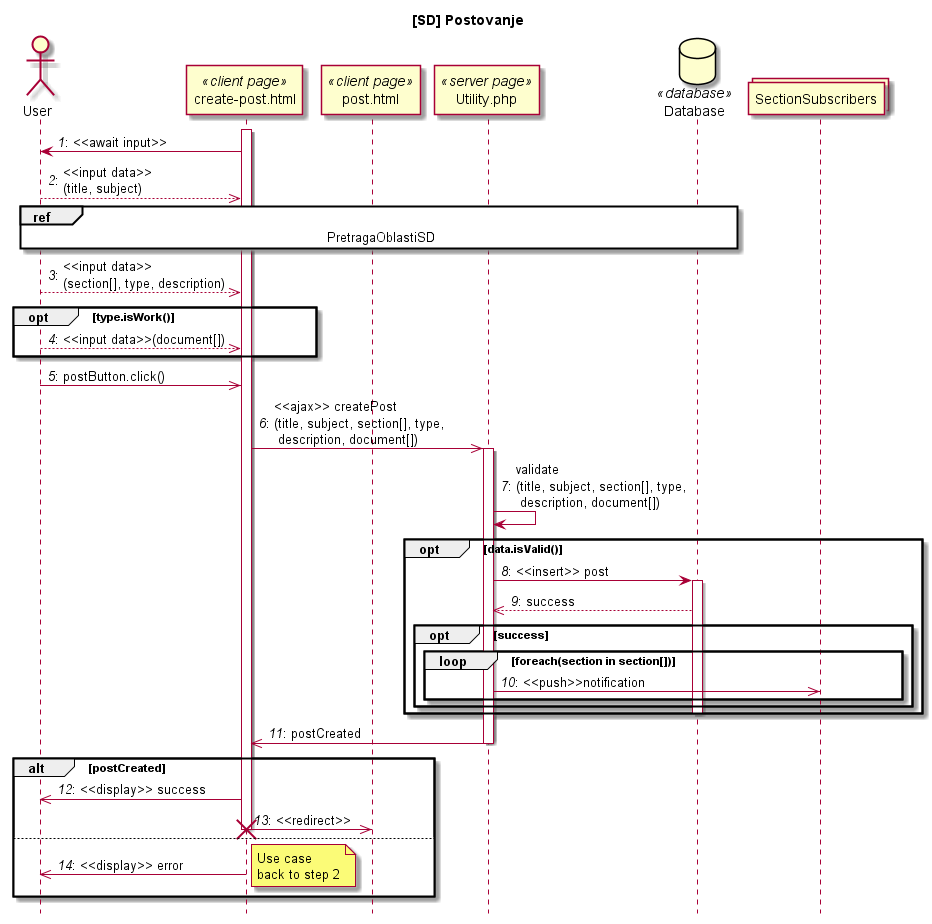 [SD] Postovanje
User
«client page»
create-post.html
«client page»
post.html
«server page»
Utility.php
«database»
Database
SectionSubscribers
1: <<await input>>
2: <<input data>>
(title, subject)
ref
PretragaOblastiSD
3: <<input data>>
(section[], type, description)
opt [type.isWork()]
4: <<input data>>(document[])
5: postButton.click()
<<ajax>> createPost
6: (title, subject, section[], type,
description, document[])
validate
7: (title, subject, section[], type,
description, document[])
opt [data.isValid()]
8: <<insert>> post
9: success
opt [success]
loop [foreach(section in section[])]
10: <<push>>notification
11: postCreated
alt [postCreated]
12: <<display>> success
13: <<redirect>>
Use case
back to step 2
14: <<display>> error